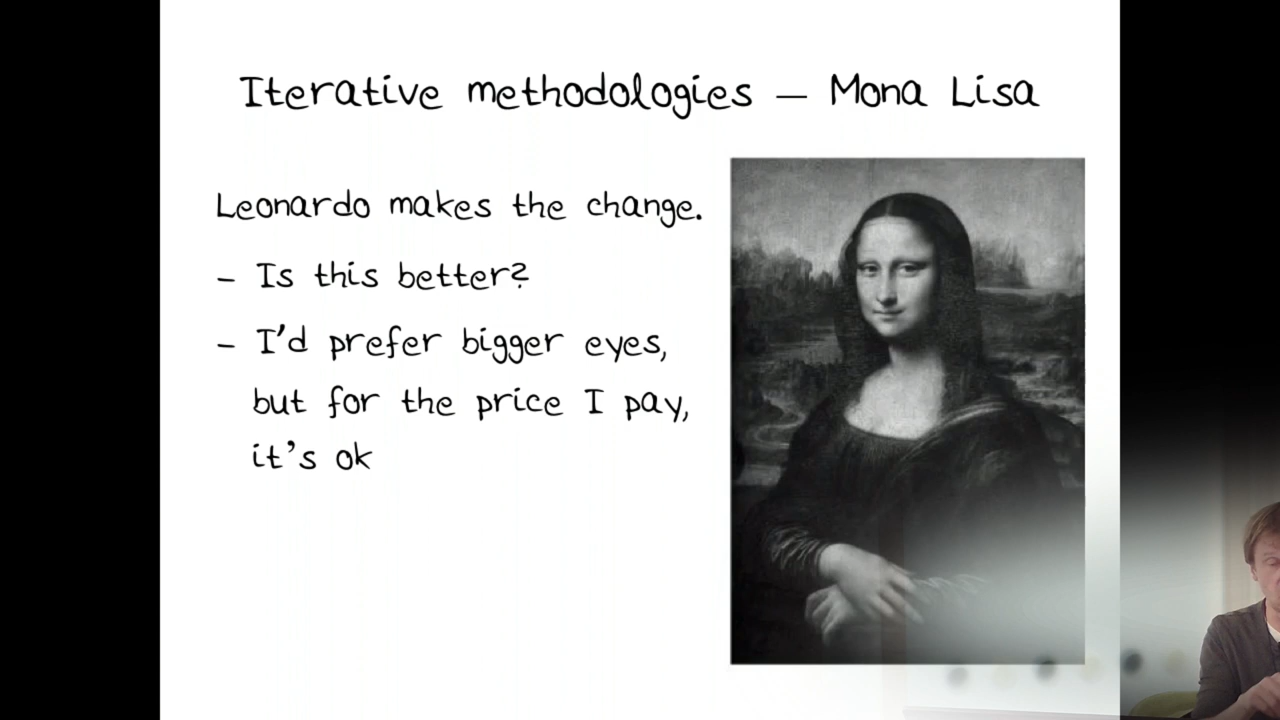 Iterative methodologies — Mona Lisa
Leonardo makes the change.
- Is this better?
- I'd prefer bigger eyes,
but for the price I pay,
it's ok